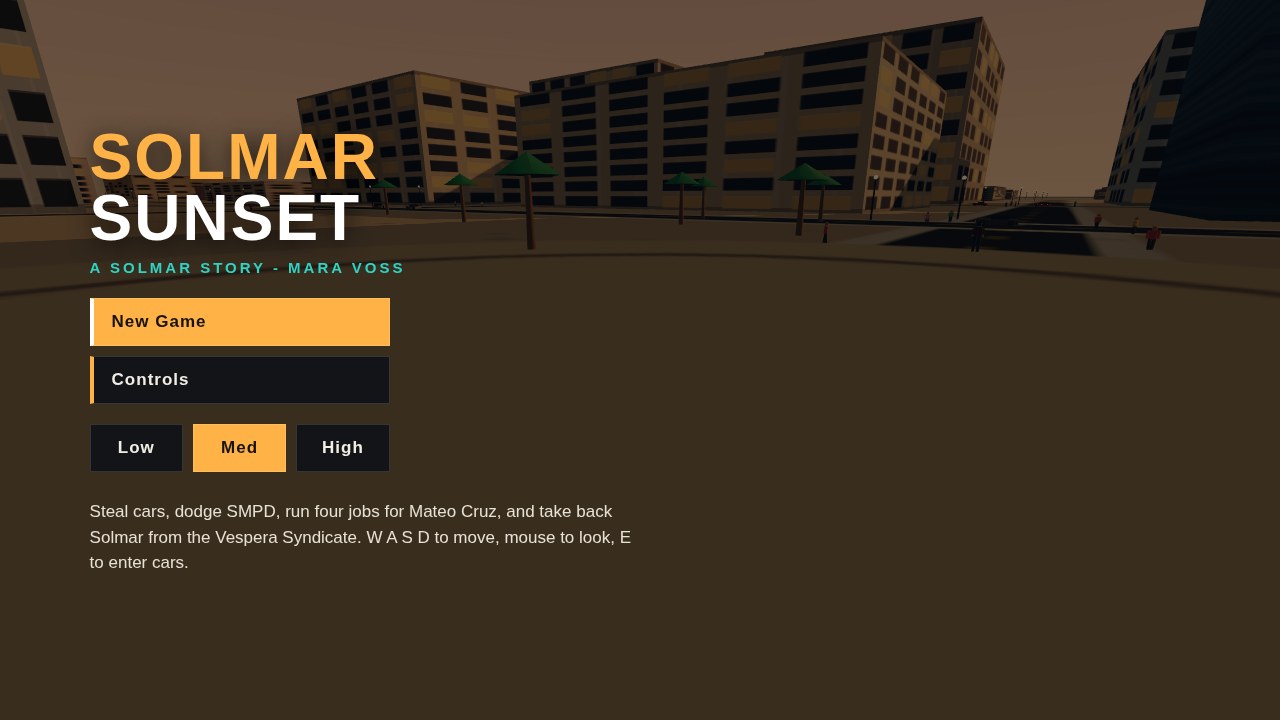 SOLMAR
SUNSET
A SOLMAR STORY - MARA VOSS
New Game
Controls
Low Med High
Steal cars, dodge SMPD, run four jobs for Mateo Cruz, and take back
Solmar from the Vespera Syndicate. W A S D to move, mouse to look, E
to enter cars.